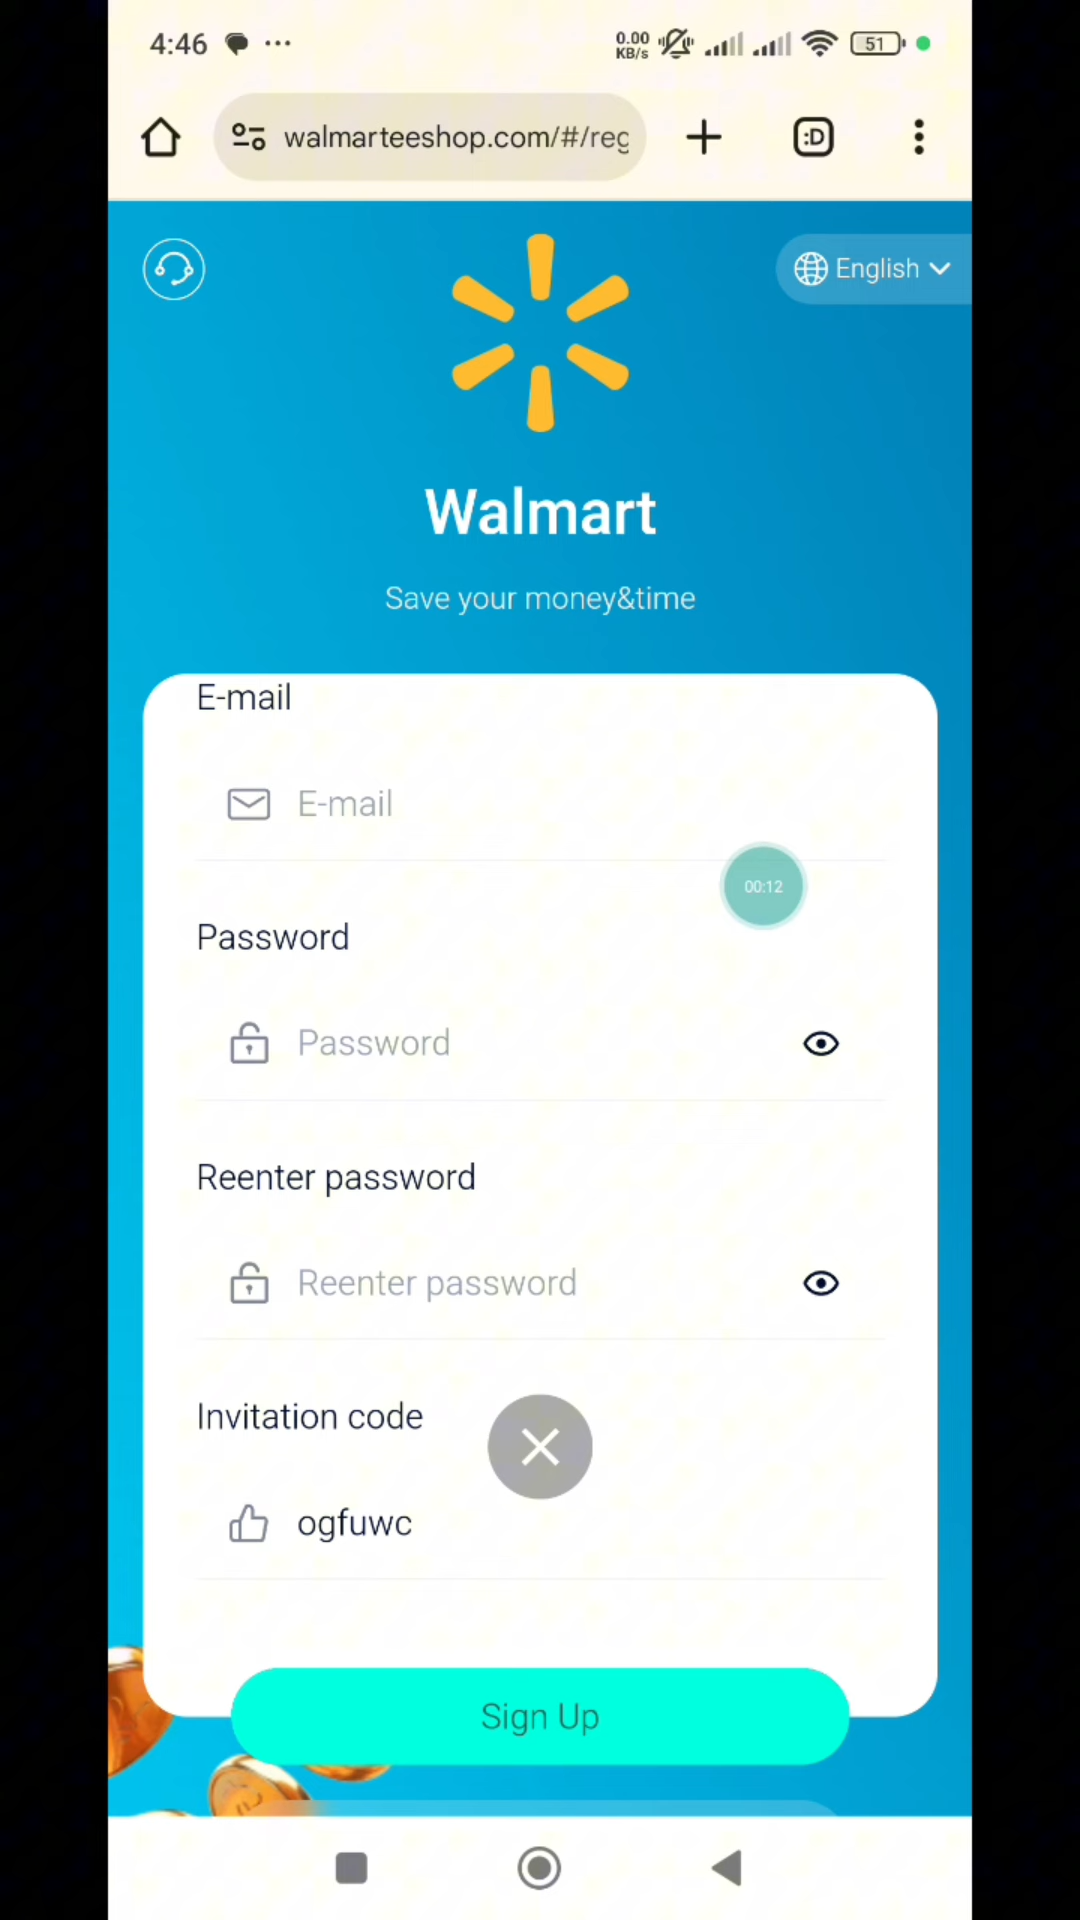 4:46
0.00
KB/s
51
walmarteeshop.com/#/reg
:D
English
Walmart
Save your money&time
E-mail
E-mail
00:12
Password
Password
Reenter password
Reenter password
Invitation code
ogfuwc
Sign Up